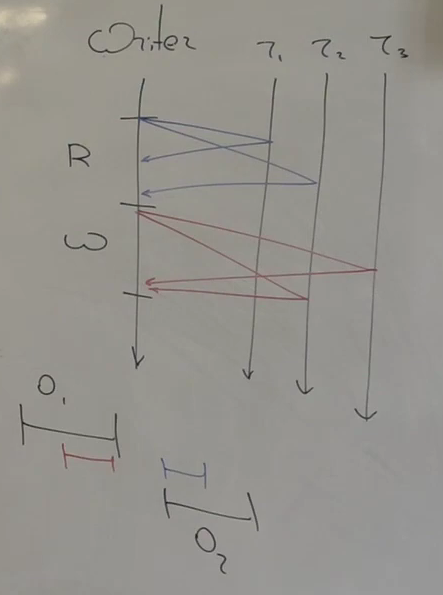 Writer r₁ r₂ r₃
R
W
O₁
O₂